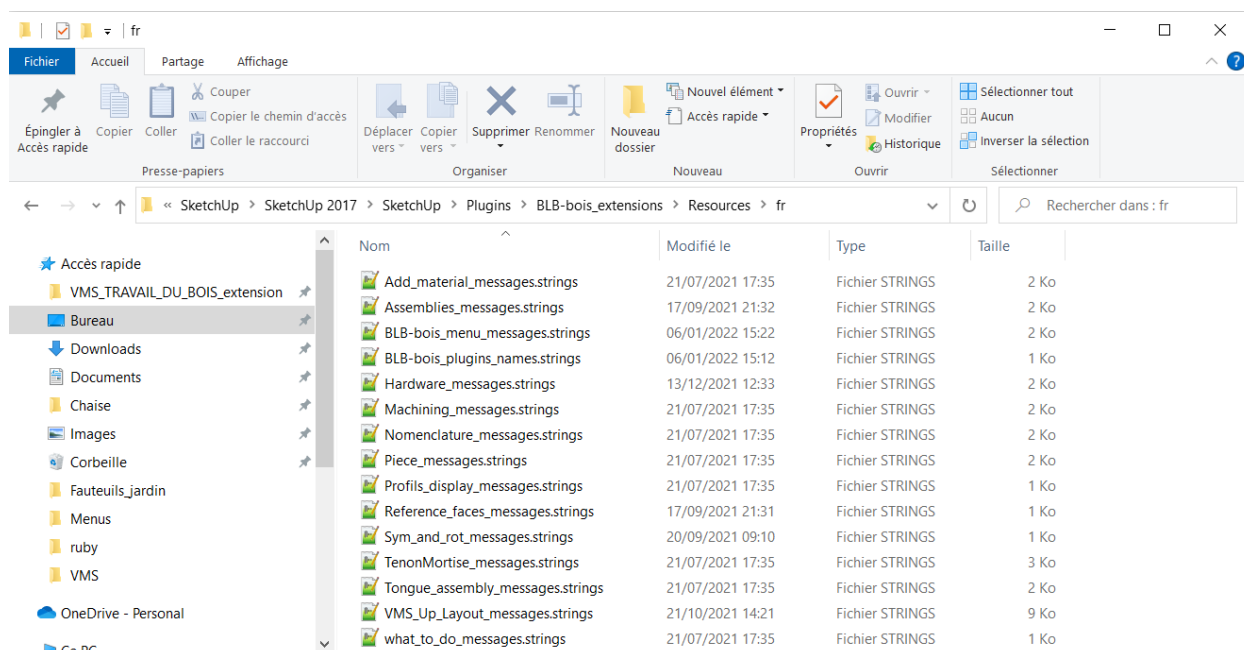 fr
Fichier Accueil Partage Affichage
Épingler à Accès rapide
Copier
Coller
Couper
Copier le chemin d'accès
Coller le raccourci
Presse-papiers
Déplacer vers
Copier vers
Supprimer
Renommer
Organiser
Nouveau dossier
Nouvel élément
Accès rapide
Nouveau
Propriétés
Ouvrir
Modifier
Historique
Ouvrir
Sélectionner tout
Aucun
Inverser la sélection
Sélectionner
« SketchUp > SketchUp 2017 > SketchUp > Plugins > BLB-bois_extensions > Resources > fr
Rechercher dans : fr
Accès rapide
VMS_TRAVAIL_DU_BOIS_extension
Bureau
Downloads
Documents
Chaise
Images
Corbeille
Fauteuils_jardin
Menus
ruby
VMS
OneDrive - Personal
Nom Modifié le Type Taille
Add_material_messages.strings 21/07/2021 17:35 Fichier STRINGS 2 Ko
Assemblies_messages.strings 17/09/2021 21:32 Fichier STRINGS 2 Ko
BLB-bois_menu_messages.strings 06/01/2022 15:22 Fichier STRINGS 2 Ko
BLB-bois_plugins_names.strings 06/01/2022 15:12 Fichier STRINGS 1 Ko
Hardware_messages.strings 13/12/2021 12:33 Fichier STRINGS 2 Ko
Machining_messages.strings 21/07/2021 17:35 Fichier STRINGS 2 Ko
Nomenclature_messages.strings 21/07/2021 17:35 Fichier STRINGS 2 Ko
Piece_messages.strings 21/07/2021 17:35 Fichier STRINGS 2 Ko
Profils_display_messages.strings 21/07/2021 17:35 Fichier STRINGS 1 Ko
Reference_faces_messages.strings 17/09/2021 21:31 Fichier STRINGS 1 Ko
Sym_and_rot_messages.strings 20/09/2021 09:10 Fichier STRINGS 1 Ko
TenonMortise_messages.strings 21/07/2021 17:35 Fichier STRINGS 3 Ko
Tongue_assembly_messages.strings 21/07/2021 17:35 Fichier STRINGS 2 Ko
VMS_Up_Layout_messages.strings 21/10/2021 14:21 Fichier STRINGS 9 Ko
what_to_do_messages.strings 21/07/2021 17:35 Fichier STRINGS 1 Ko